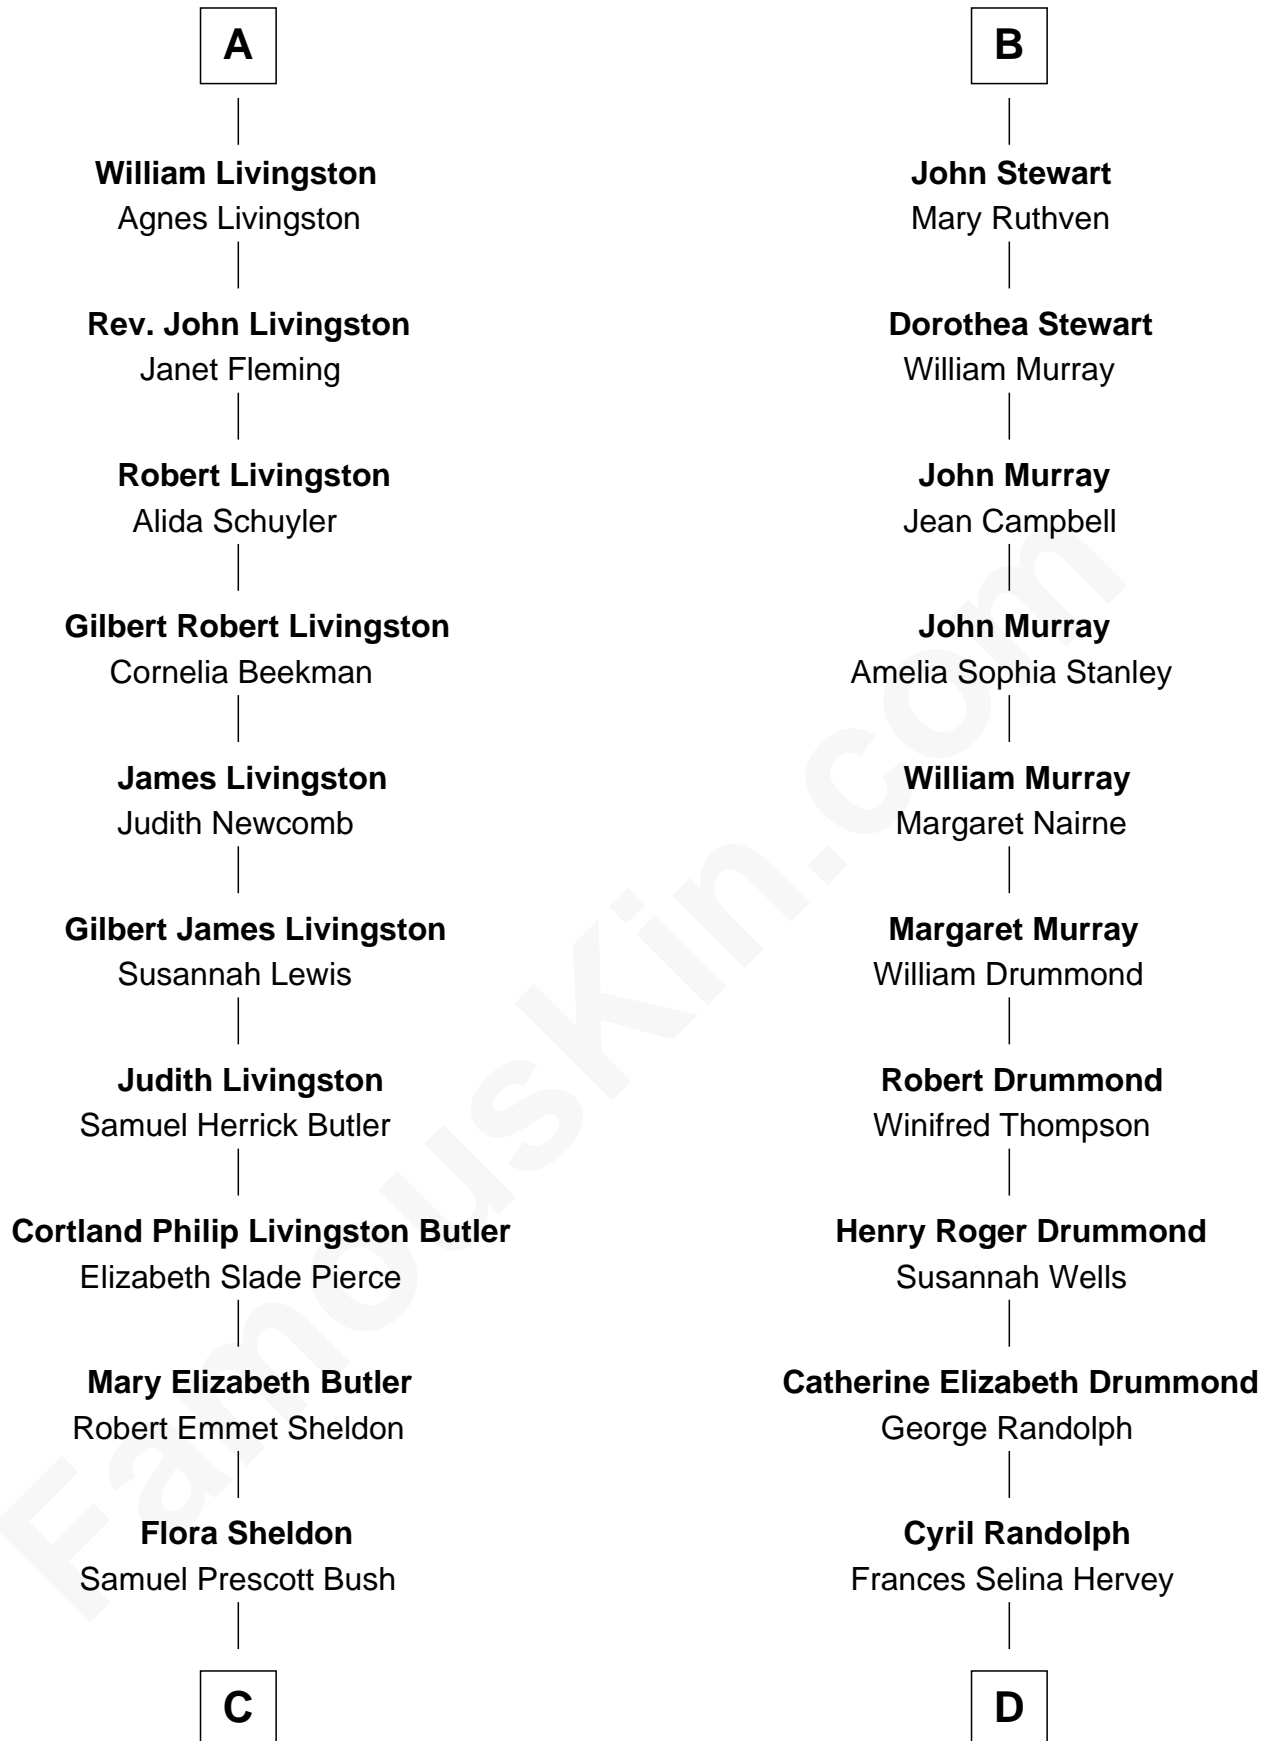 A
William Livingston
Agnes Livingston
Rev. John Livingston
Janet Fleming
Robert Livingston
Alida Schuyler
Gilbert Robert Livingston
Cornelia Beekman
James Livingston
Judith Newcomb
Gilbert James Livingston
Susannah Lewis
Judith Livingston
Samuel Herrick Butler
Cortland Philip Livingston Butler
Elizabeth Slade Pierce
Mary Elizabeth Butler
Robert Emmet Sheldon
Flora Sheldon
Samuel Prescott Bush
C
B
John Stewart
Mary Ruthven
Dorothea Stewart
William Murray
John Murray
Jean Campbell
John Murray
Amelia Sophia Stanley
William Murray
Margaret Nairne
Margaret Murray
William Drummond
Robert Drummond
Winifred Thompson
Henry Roger Drummond
Susannah Wells
Catherine Elizabeth Drummond
George Randolph
Cyril Randolph
Frances Selina Hervey
D
FamousKin.com